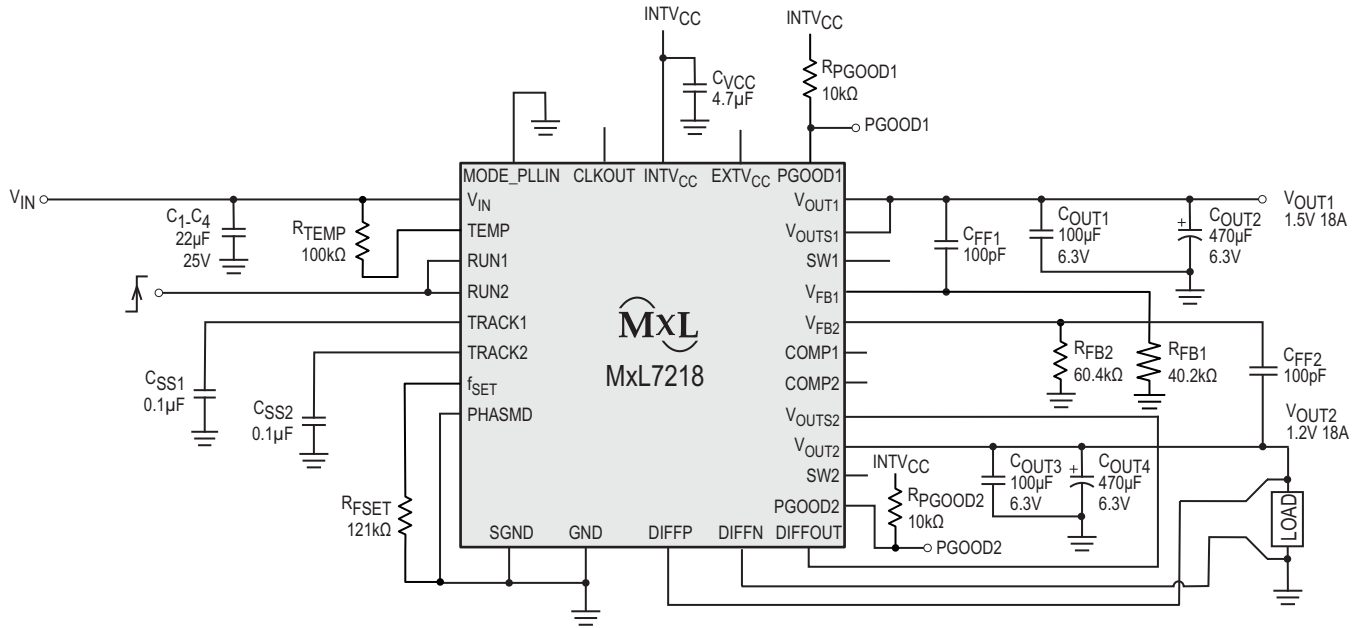 INTVCC
INTVCC
CVCC
4.7µF
RPGOOD1
10kΩ
PGOOD1
MODE_PLLIN
CLKOUT
INTVCC
EXTVCC
PGOOD1
VIN
C1-C4
22µF
25V
RTEMP
100kΩ
VIN
TEMP
RUN1
RUN2
TRACK1
TRACK2
fSET
PHASMD
CSS1
0.1µF
CSS2
0.1µF
RFSET
121kΩ
MXL
MxL7218
VOUT1
VOUTS1
SW1
VFB1
VFB2
COMP1
COMP2
VOUTS2
VOUT2
SW2
PGOOD2
SGND
GND
DIFFP
DIFFN
DIFFOUT
CFF1
100pF
COUT1
100µF
6.3V
+
COUT2
470µF
6.3V
VOUT1
1.5V 18A
RFB2
60.4kΩ
RFB1
40.2kΩ
CFF2
100pF
VOUT2
1.2V 18A
INTVCC
RPGOOD2
10kΩ
PGOOD2
COUT3
100µF
6.3V
+
COUT4
470µF
6.3V
LOAD